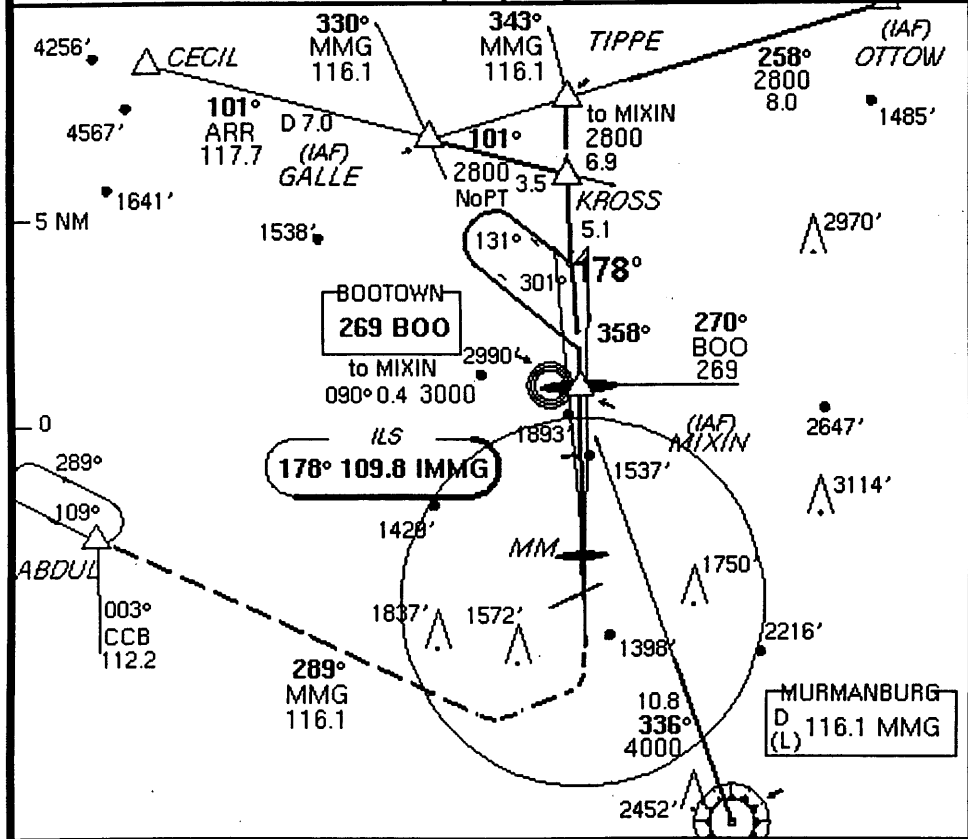 330°
MMG
116.1
343°
MMG
116.1
TIPPE
(IAF)
OTTOW
4256′
CECIL
258°
2800
8.0
4567′
101°
ARR
117.7
D 7.0
(IAF)
GALLE
101°
2800
3.5
NoPT
to MIXIN
2800
6.9
1485′
1641′
KROSS
5 NM
1538′
131°
301°
5.1
178°
2970′
BOOTOWN
269 BOO
358°
270°
BOO
269
to MIXIN
090° 0.4 3000
2990′
0
1893′
(IAF)
MIXIN
2647′
ILS
178° 109.8 IMMG
1537′
289°
109°
3114′
1420′
ABDUL
MM
1750′
003°
CCB
112.2
1837′
1572′
1398′
2216′
289°
MMG
116.1
10.8
336°
4000
MURMANBURG
D
(L) 116.1 MMG
2452′